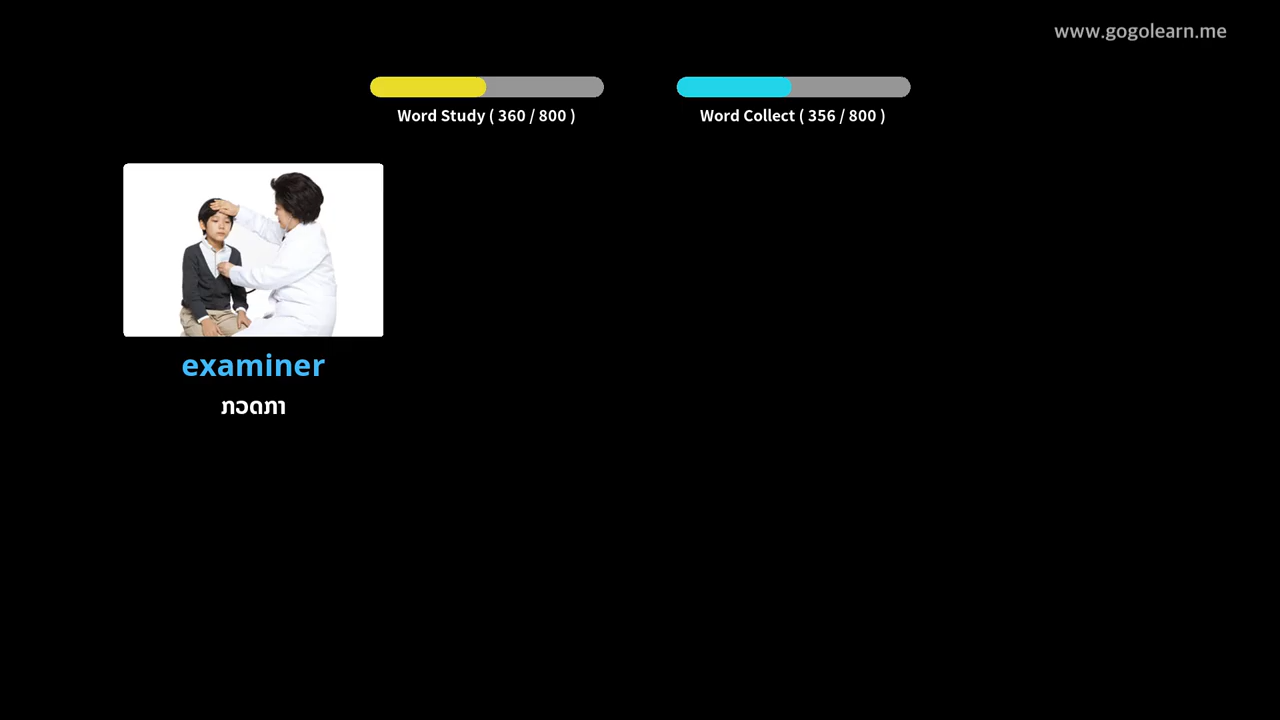 www.gogolearn.me
Word Study ( 360 / 800 )
Word Collect ( 356 / 800 )
examiner
ກວດກາ